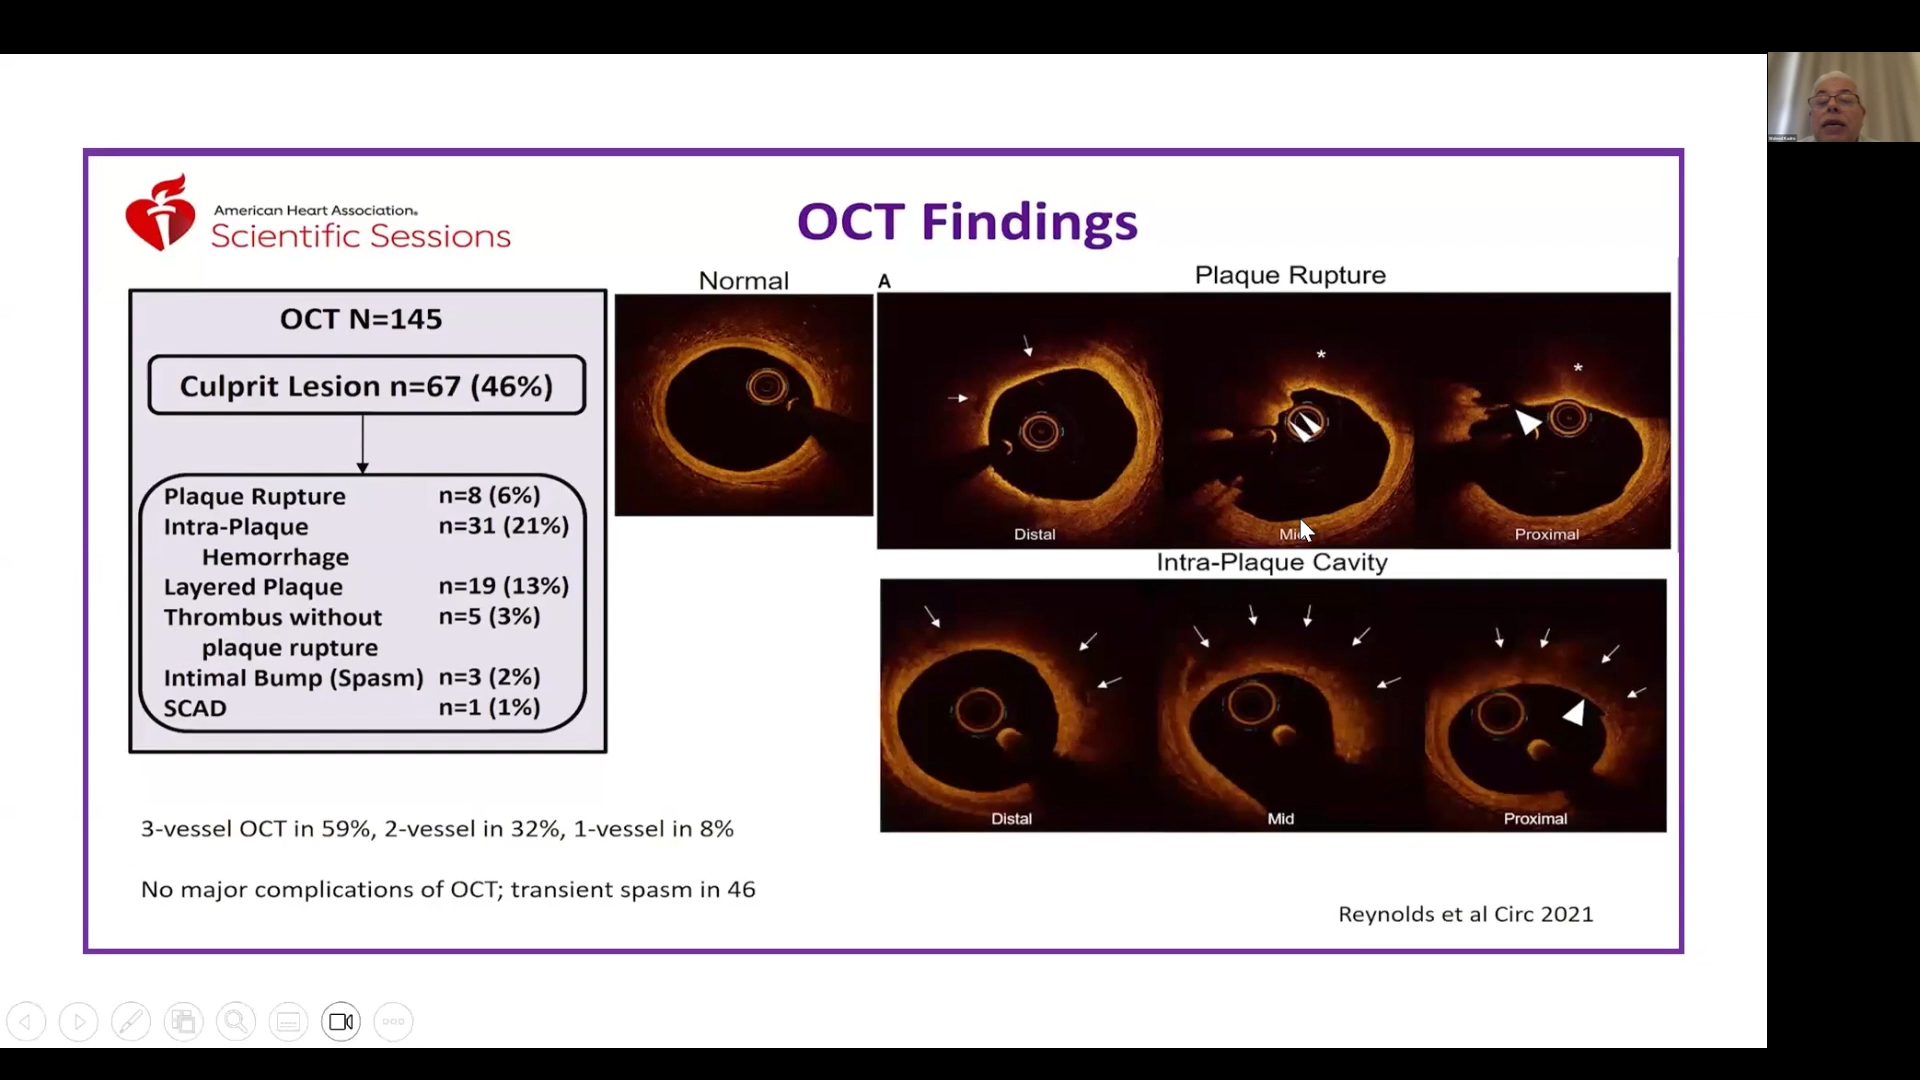 American Heart Association.
Scientific Sessions
OCT Findings
OCT N=145
Culprit Lesion n=67 (46%)
Plaque Rupture n=8 (6%)
Intra-Plaque n=31 (21%)
Hemorrhage
Layered Plaque n=19 (13%)
Thrombus without n=5 (3%)
plaque rupture
Intimal Bump (Spasm) n=3 (2%)
SCAD n=1 (1%)
Normal
A
Plaque Rupture
*
*
Distal
Proximal
Intra-Plaque Cavity
Distal
Mid
Proximal
3-vessel OCT in 59%, 2-vessel in 32%, 1-vessel in 8%
No major complications of OCT; transient spasm in 46
Reynolds et al Circ 2021